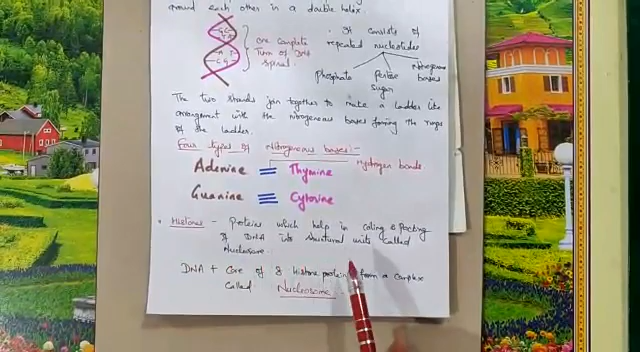 around each other in a double helix.
GC
TA
AT
CG
one complete
Turn of DNA
spiral.
. It consists of
repeated nucleotides
Phosphate
Pentose
Sugar
Nitrogenous
bases
The two strands join together to make a ladder like
arrangement with the nitrogenous bases forming the rungs
of the ladder.
Four types of Nitrogenous bases:-
Adenine = Thymine
Hydrogen bonds
Guanine ≡ Cytosine
• Histones - Proteins which help in coiling & packing
of DNA into structural units called
Nucleosome.
DNA + Core of 8 histone proteins form a complex
called Nucleosome.